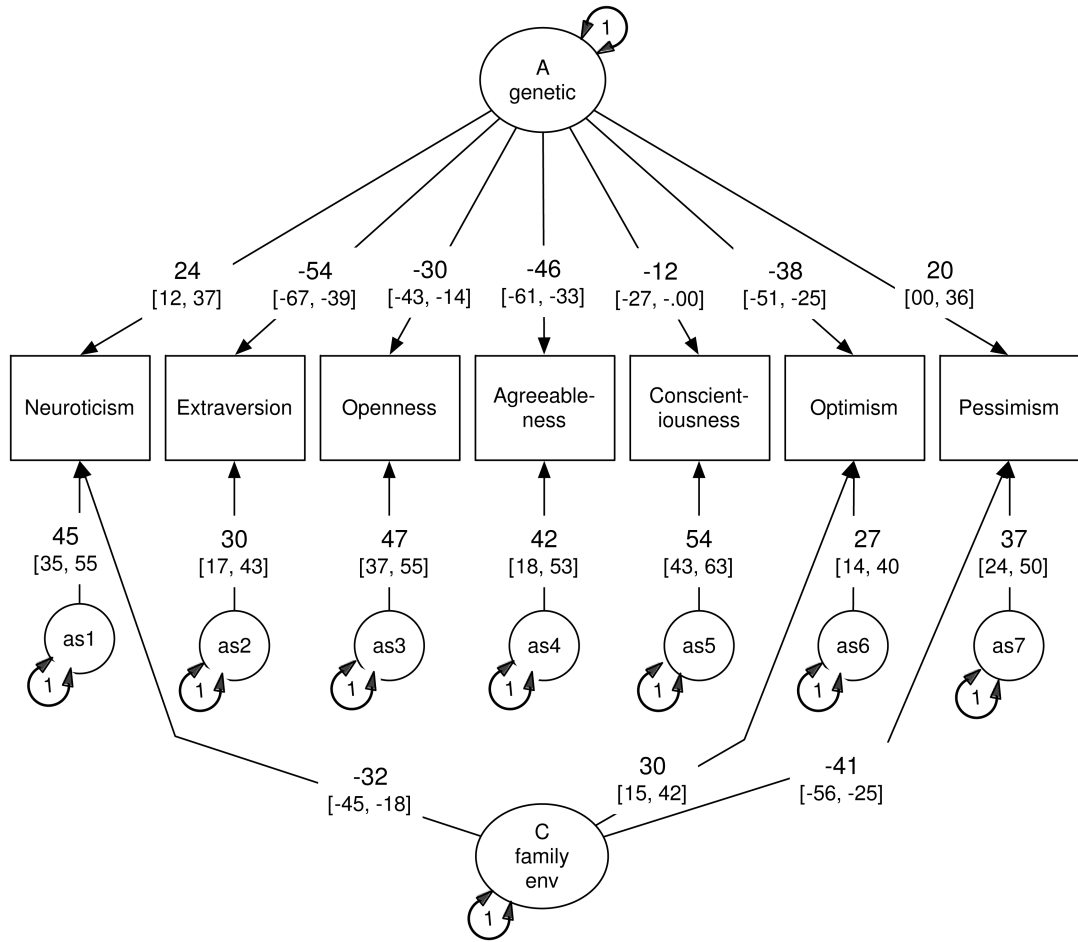 1
A
genetic
24
[12, 37]
-54
[-67, -39]
-30
[-43, -14]
-46
[-61, -33]
-12
[-27, -.00]
-38
[-51, -25]
20
[00, 36]
Neuroticism
Extraversion
Openness
Agreeable-
ness
Conscient-
iousness
Optimism
Pessimism
45
[35, 55
30
[17, 43]
47
[37, 55]
42
[18, 53]
54
[43, 63]
27
[14, 40
37
[24, 50]
as1
as2
as3
as4
as5
as6
as7
1
1
1
1
1
1
1
-32
[-45, -18]
30
[15, 42]
-41
[-56, -25]
C
family
env
1